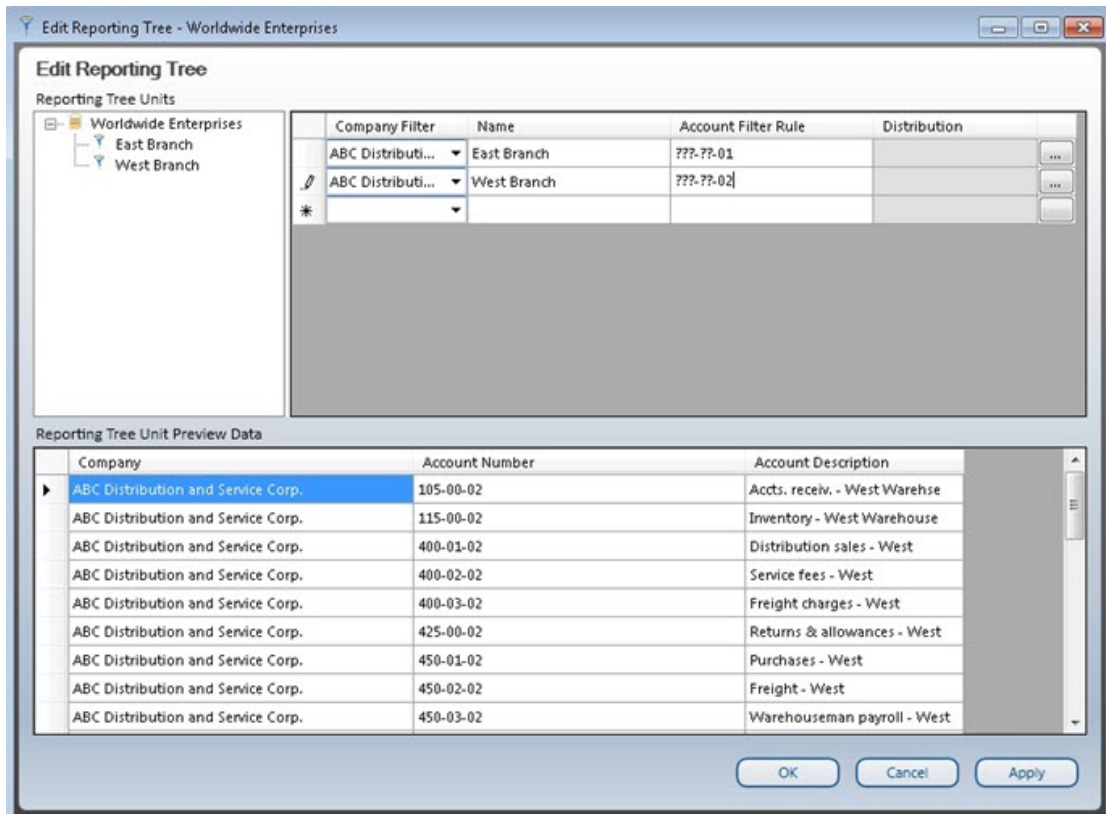 Edit Reporting Tree - Worldwide Enterprises
Edit Reporting Tree
Reporting Tree Units
Worldwide Enterprises
East Branch
West Branch
Company Filter Name Account Filter Rule Distribution
ABC Distributi... East Branch ???-??-01 ...
ABC Distributi... West Branch ???-??-02 ...
Reporting Tree Unit Preview Data
Company Account Number Account Description
ABC Distribution and Service Corp. 105-00-02 Accts. receiv. - West Warehse
ABC Distribution and Service Corp. 115-00-02 Inventory - West Warehouse
ABC Distribution and Service Corp. 400-01-02 Distribution sales - West
ABC Distribution and Service Corp. 400-02-02 Service fees - West
ABC Distribution and Service Corp. 400-03-02 Freight charges - West
ABC Distribution and Service Corp. 425-00-02 Returns & allowances - West
ABC Distribution and Service Corp. 450-01-02 Purchases - West
ABC Distribution and Service Corp. 450-02-02 Freight - West
ABC Distribution and Service Corp. 450-03-02 Warehouseman payroll - West
OK Cancel Apply